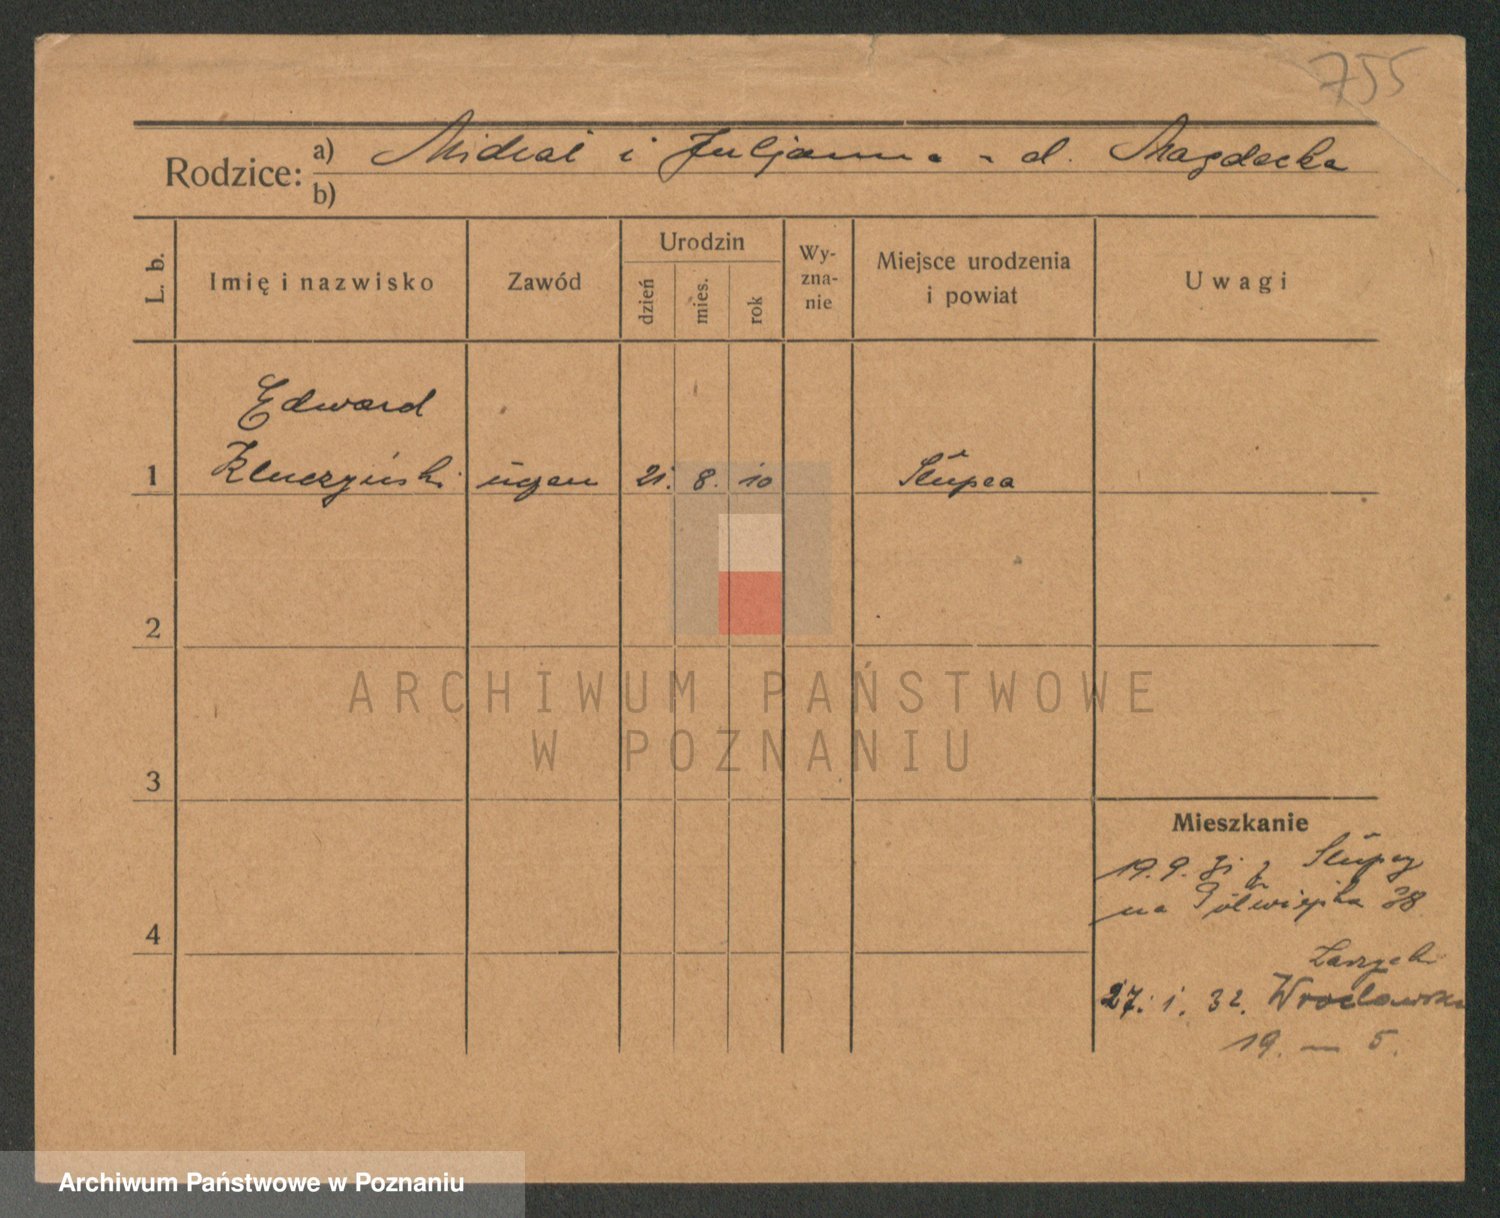 755
Rodzice: a) Michał i Juljanna - d.
b)
L. b.
Imię i nazwisko
Zawód
Urodzin
dzień
mies.
rok
Wy-
zna-
nie
Miejsce urodzenia
i powiat
Uwagi
Edward
1 Kluczyński uczeń 21. 8. 10 Słupca
2
3
4
Mieszkanie
19. 9. 31 z Słupcy
na Półwiejska 38
27. 1. 32. Wrocławska
19. — 5.
ARCHIWUM PAŃSTWOWE
W POZNANIU
Archiwum Państwowe w Poznaniu